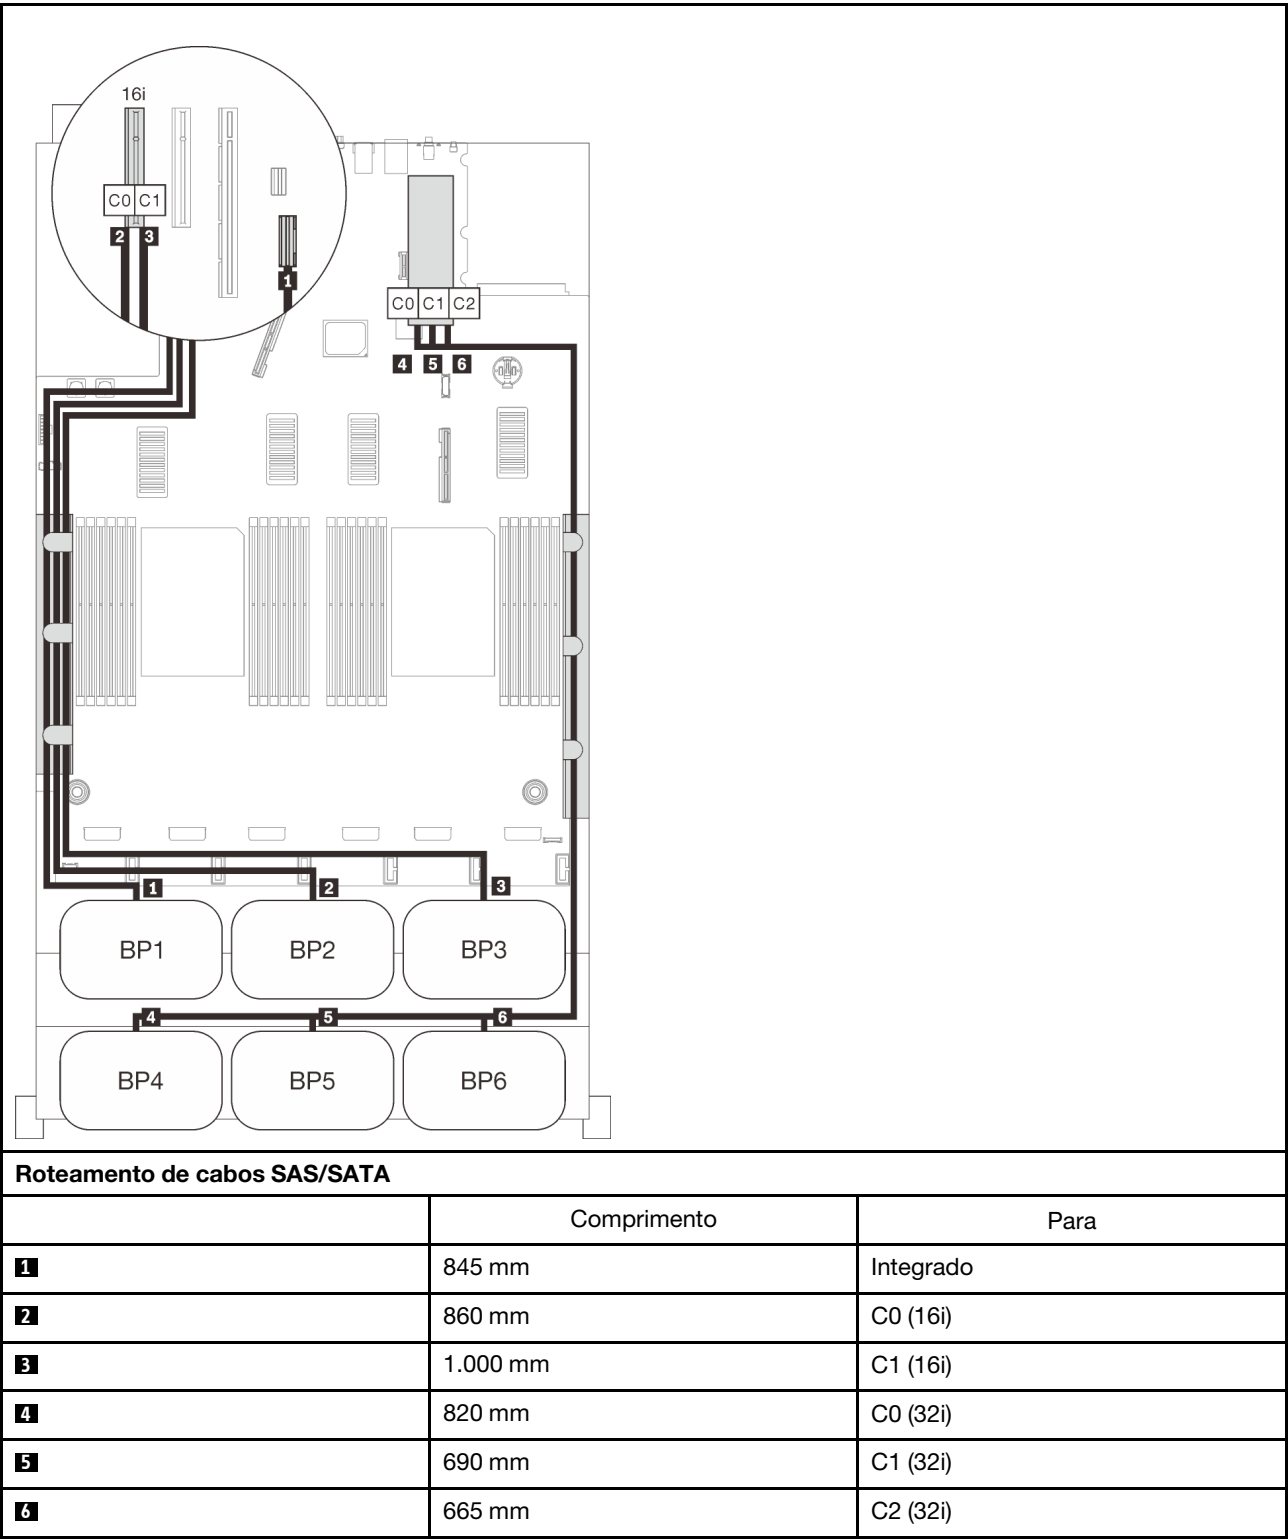 16i
C0 C1
2 3
1
C0 C1 C2
4 5 6
1 2 3
BP1 BP2 BP3
4 5 6
BP4 BP5 BP6
Roteamento de cabos SAS/SATA
Comprimento Para
1 845 mm Integrado
2 860 mm C0 (16i)
3 1.000 mm C1 (16i)
4 820 mm C0 (32i)
5 690 mm C1 (32i)
6 665 mm C2 (32i)